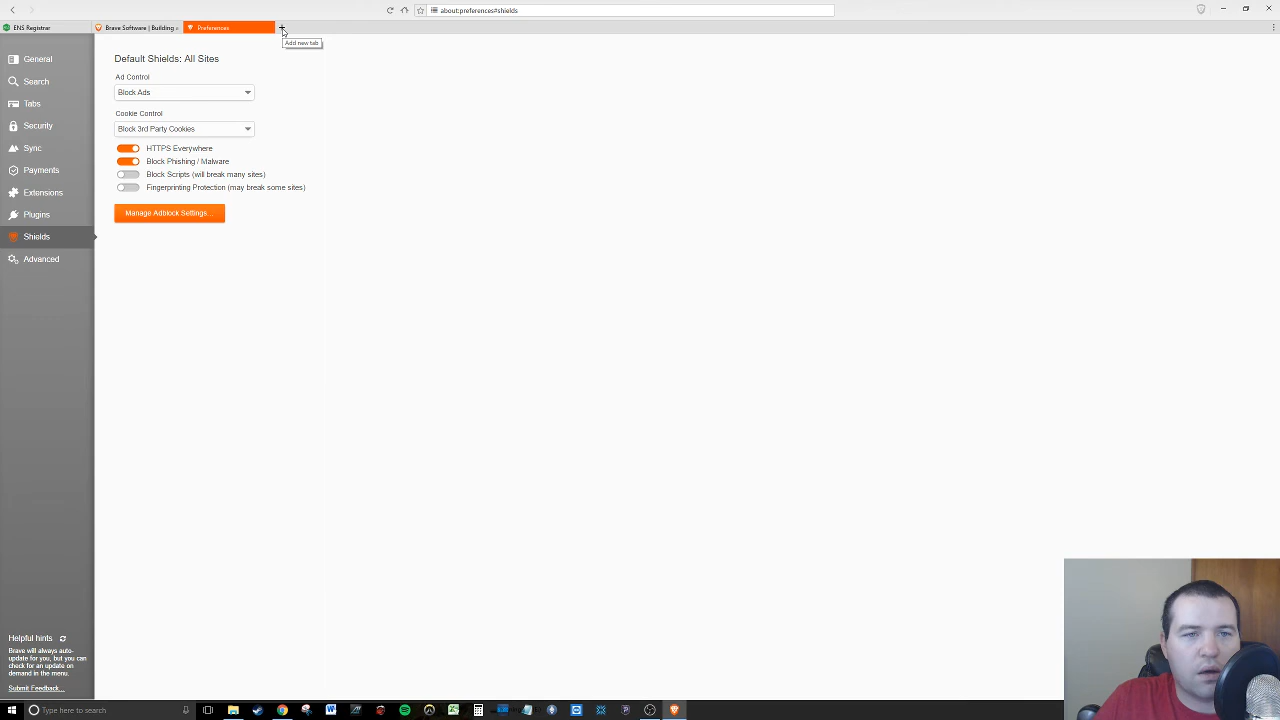 about:preferences#shields
ENS Registrar
Brave Software | Building
Preferences
Add new tab
General
Search
Tabs
Security
Sync
Payments
Extensions
Plugins
Shields
Advanced
Default Shields: All Sites
Ad Control
Block Ads
Cookie Control
Block 3rd Party Cookies
HTTPS Everywhere
Block Phishing / Malware
Block Scripts (will break many sites)
Fingerprinting Protection (may break some sites)
Manage Adblock Settings...
Helpful hints
Brave will always auto-
update for you, but you can
check for an update on
demand in the menu.
Submit Feedback...
Type here to search